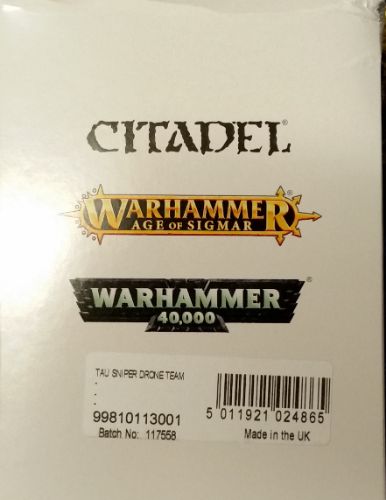 CITADEL®
WARHAMMER®
AGE OF SIGMAR
WARHAMMER®
40,000
TAU SNIPER DRONE TEAM
-
-
-
99810113001
Batch No: 117558
5 011921 024865
Made in the UK